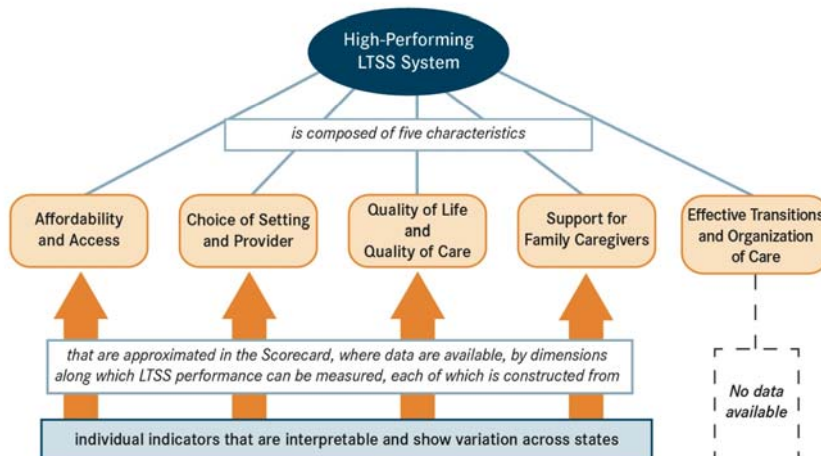 High-Performing
LTSS System
is composed of five characteristics
Affordability
and Access
Choice of Setting
and Provider
Quality of Life
and
Quality of Care
Support for
Family Caregivers
Effective Transitions
and Organization
of Care
that are approximated in the Scorecard, where data are available, by dimensions
along which LTSS performance can be measured, each of which is constructed from
No data
available
individual indicators that are interpretable and show variation across states